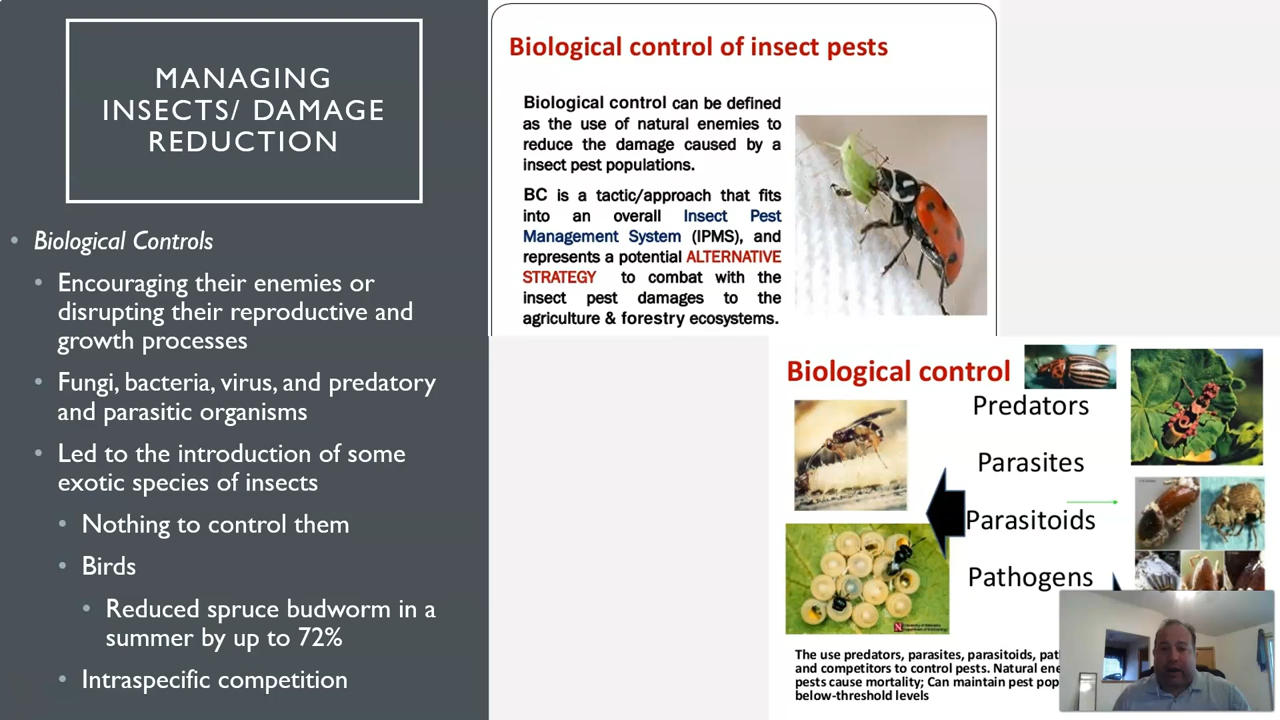 MANAGING
INSECTS/ DAMAGE
REDUCTION
• Biological Controls
• Encouraging their enemies or
disrupting their reproductive and
growth processes
• Fungi, bacteria, virus, and predatory
and parasitic organisms
• Led to the introduction of some
exotic species of insects
• Nothing to control them
• Birds
• Reduced spruce budworm in a
summer by up to 72%
• Intraspecific competition
Biological control of insect pests
Biological control can be defined
as the use of natural enemies to
reduce the damage caused by a
insect pest populations.
BC is a tactic/approach that fits
into an overall Insect Pest
Management System (IPMS), and
represents a potential ALTERNATIVE
STRATEGY to combat with the
insect pest damages to the
agriculture & forestry ecosystems.
Biological control
Predators
Parasites
Parasitoids
Pathogens
The use predators, parasites, parasitoids,
and competitors to control pests. Natural
pests cause mortality; Can maintain pest
below-threshold levels